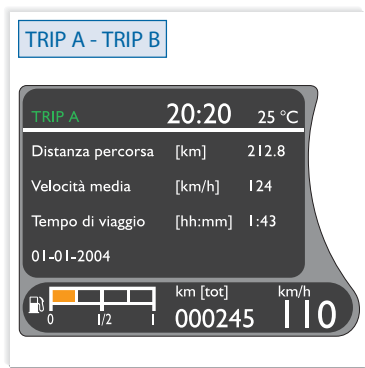 TRIP A - TRIP B
TRIP A 20:20 25 °C
Distanza percorsa [km] 212.8
Velocità media [km/h] 124
Tempo di viaggio [hh:mm] 1:43
01-01-2004
km [tot] km/h
0 1/2 1 000245 110